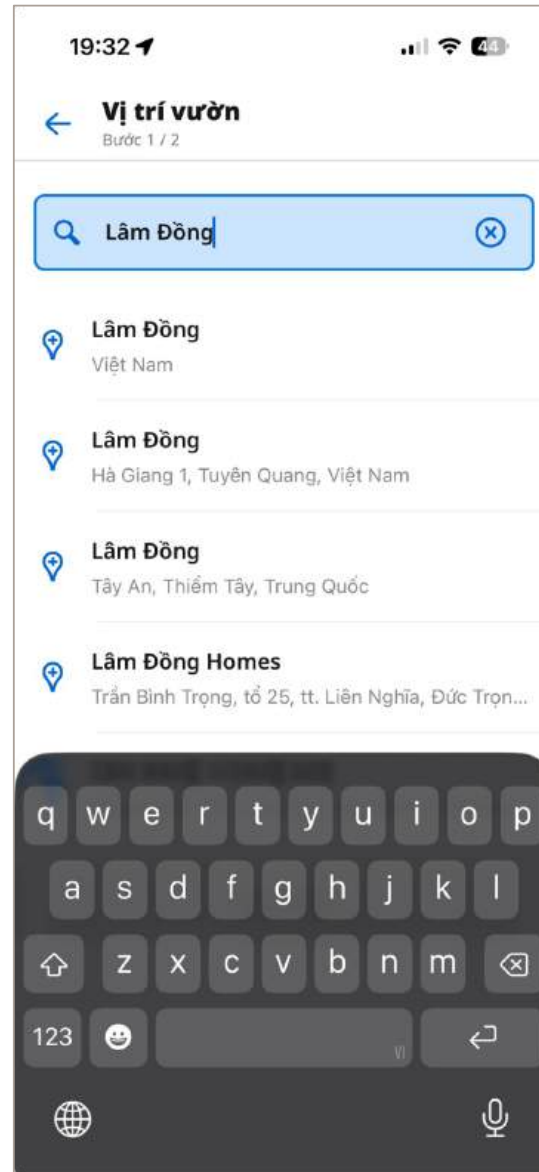 19:32
44
Vị trí vườn
Bước 1 / 2
Lâm Đồng
Lâm Đồng
Việt Nam
Lâm Đồng
Hà Giang 1, Tuyên Quang, Việt Nam
Lâm Đồng
Tây An, Thiểm Tây, Trung Quốc
Lâm Đồng Homes
Trần Bình Trọng, tổ 25, tt. Liên Nghĩa, Đức Trọn...
q w e r t y u i o p
a s d f g h j k l
z x c v b n m
123
VI